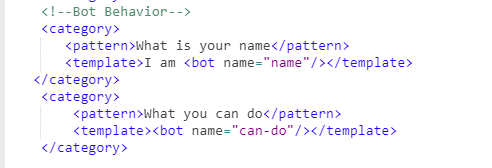 <!--Bot Behavior-->
<category>
<pattern>What is your name</pattern>
<template>I am <bot name="name"/></template>
</category>
<category>
<pattern>What you can do</pattern>
<template><bot name="can-do"/></template>
</category>